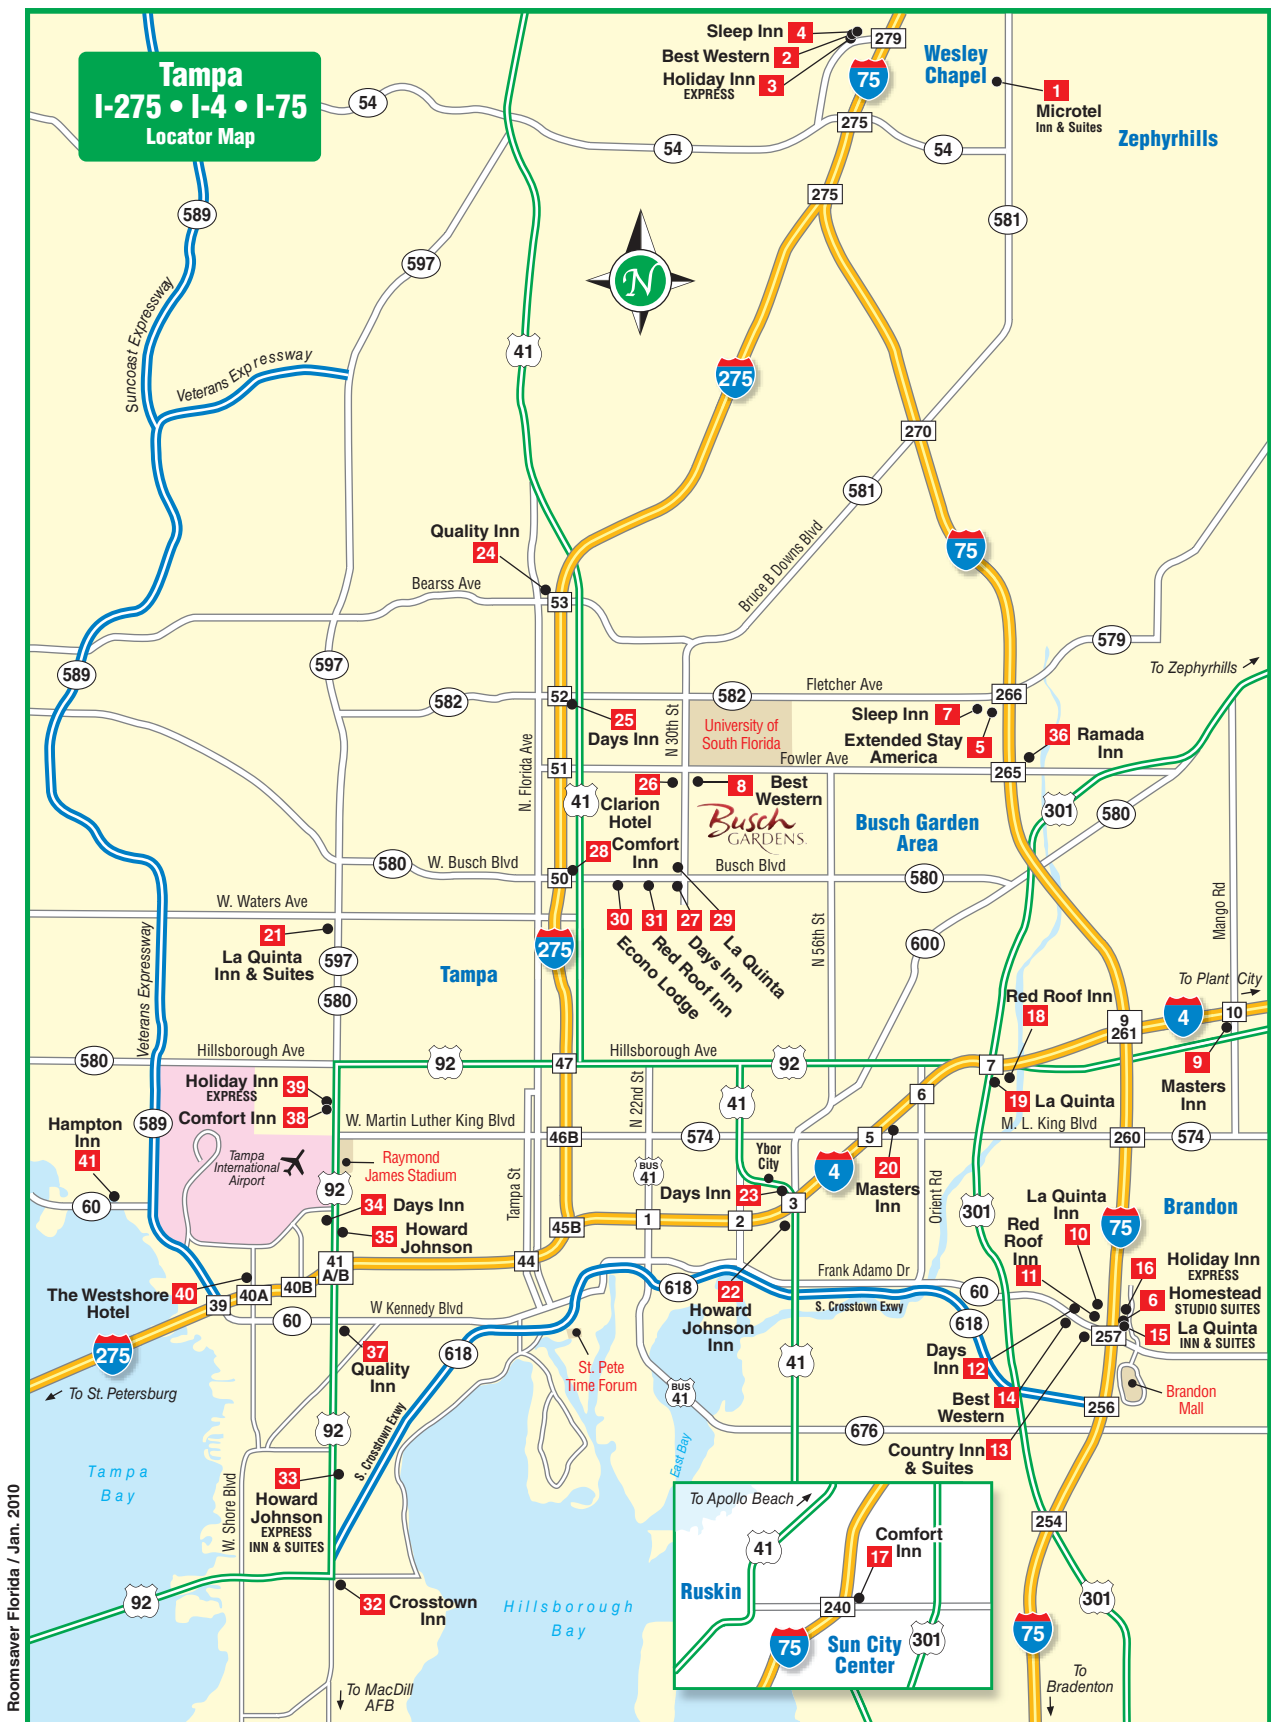 Tampa
I-275 • I-4 • I-75
Locator Map
Sleep Inn 4
Best Western 2
Holiday Inn 3
EXPRESS
279
75
Wesley
Chapel
1
Microtel
Inn & Suites
Zephyrhills
54
54
275
54
275
589
597
581
N
Suncoast Expressway
Veterans Expressway
41
275
270
581
75
Bruce B Downs Blvd
Quality Inn
24
Bearss Ave
53
579
To Zephyrhills
597
589
582
52
582
Fletcher Ave
266
25
Days Inn
N 30th St
University of
South Florida
Sleep Inn 7
Extended Stay
America
5
36 Ramada
Inn
N. Florida Ave
51
Fowler Ave
265
26
Clarion
Hotel
8 Best
Western
41
301
580
Busch
GARDENS
Busch Garden
Area
28 Comfort
Inn
580
W. Busch Blvd
50
Busch Blvd
580
W. Waters Ave
30
31
27
29
Econo Lodge
Red Roof Inn
Days Inn
La Quinta
N 56th St
Mango Rd
600
21
La Quinta
Inn & Suites
597
275
Tampa
580
Veterans Expressway
To Plant City
Red Roof Inn
18
9
261
4
10
580
Hillsborough Ave
92
47
Hillsborough Ave
92
7
9
Masters
Inn
Holiday Inn 39
EXPRESS
Comfort Inn 38
N 22nd St
41
6
19 La Quinta
589
Hampton
Inn
41
W. Martin Luther King Blvd
46B
574
5
M. L. King Blvd
260
574
Tampa
International
Airport
Raymond
James Stadium
Ybor
City
BUS
41
4
20
Masters
Inn
92
60
34 Days Inn
35 Howard
Johnson
Tampa St
Days Inn 23
3
Orient Rd
301
La Quinta
Inn
10
Brandon
45B
1
2
75
Red
Roof
Inn
11
41
A/B
44
Frank Adamo Dr
16 Holiday Inn
EXPRESS
6 Homestead
STUDIO SUITES
15 La Quinta
INN & SUITES
The Westshore
Hotel
40
40A
40B
39
618
22
Howard
Johnson
Inn
S. Crosstown Exwy
60
60
W Kennedy Blvd
618
257
275
To St. Petersburg
37
Quality
Inn
618
St. Pete
Time Forum
41
Days
Inn 12
Best
Western
14
256
Brandon
Mall
BUS
41
92
S. Crosstown Exwy
676
Country Inn 13
& Suites
East Bay
Tampa
Bay
W. Shore Blvd
33
Howard
Johnson
EXPRESS
INN & SUITES
To Apollo Beach
41
Comfort
Inn
17
254
Ruskin
240
301
75
Sun City
Center
92
32 Crosstown
Inn
Hillsborough
Bay
301
75
To
Bradenton
To MacDill
AFB
Roomsaver Florida / Jan. 2010